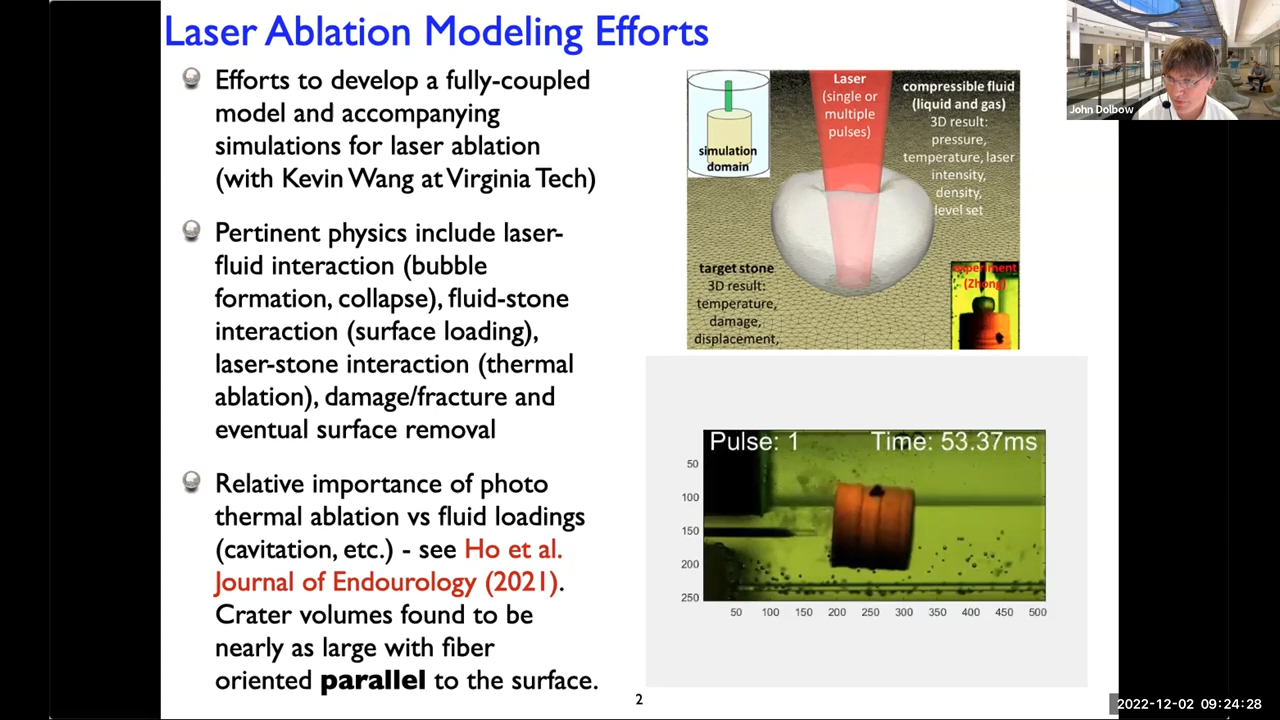 Laser Ablation Modeling Efforts
Efforts to develop a fully-coupled
model and accompanying
simulations for laser ablation
(with Kevin Wang at Virginia Tech)
Pertinent physics include laser-
fluid interaction (bubble
formation, collapse), fluid-stone
interaction (surface loading),
laser-stone interaction (thermal
ablation), damage/fracture and
eventual surface removal
Relative importance of photo
thermal ablation vs fluid loadings
(cavitation, etc.) - see Ho et al.
Journal of Endourology (2021).
Crater volumes found to be
nearly as large with fiber
oriented parallel to the surface.
simulation
domain
Laser
(single or
multiple
pulses)
compressible fluid
(liquid and gas)
3D result:
pressure,
temperature, laser
intensity,
density,
level set
target stone
3D result:
temperature,
damage,
displacement,
experiment
(Zhong)
Pulse: 1 Time: 53.37ms
50
100
150
200
250
50 100 150 200 250 300 350 400 450 500
2
John Dolbow
2022-12-02 09:24:28